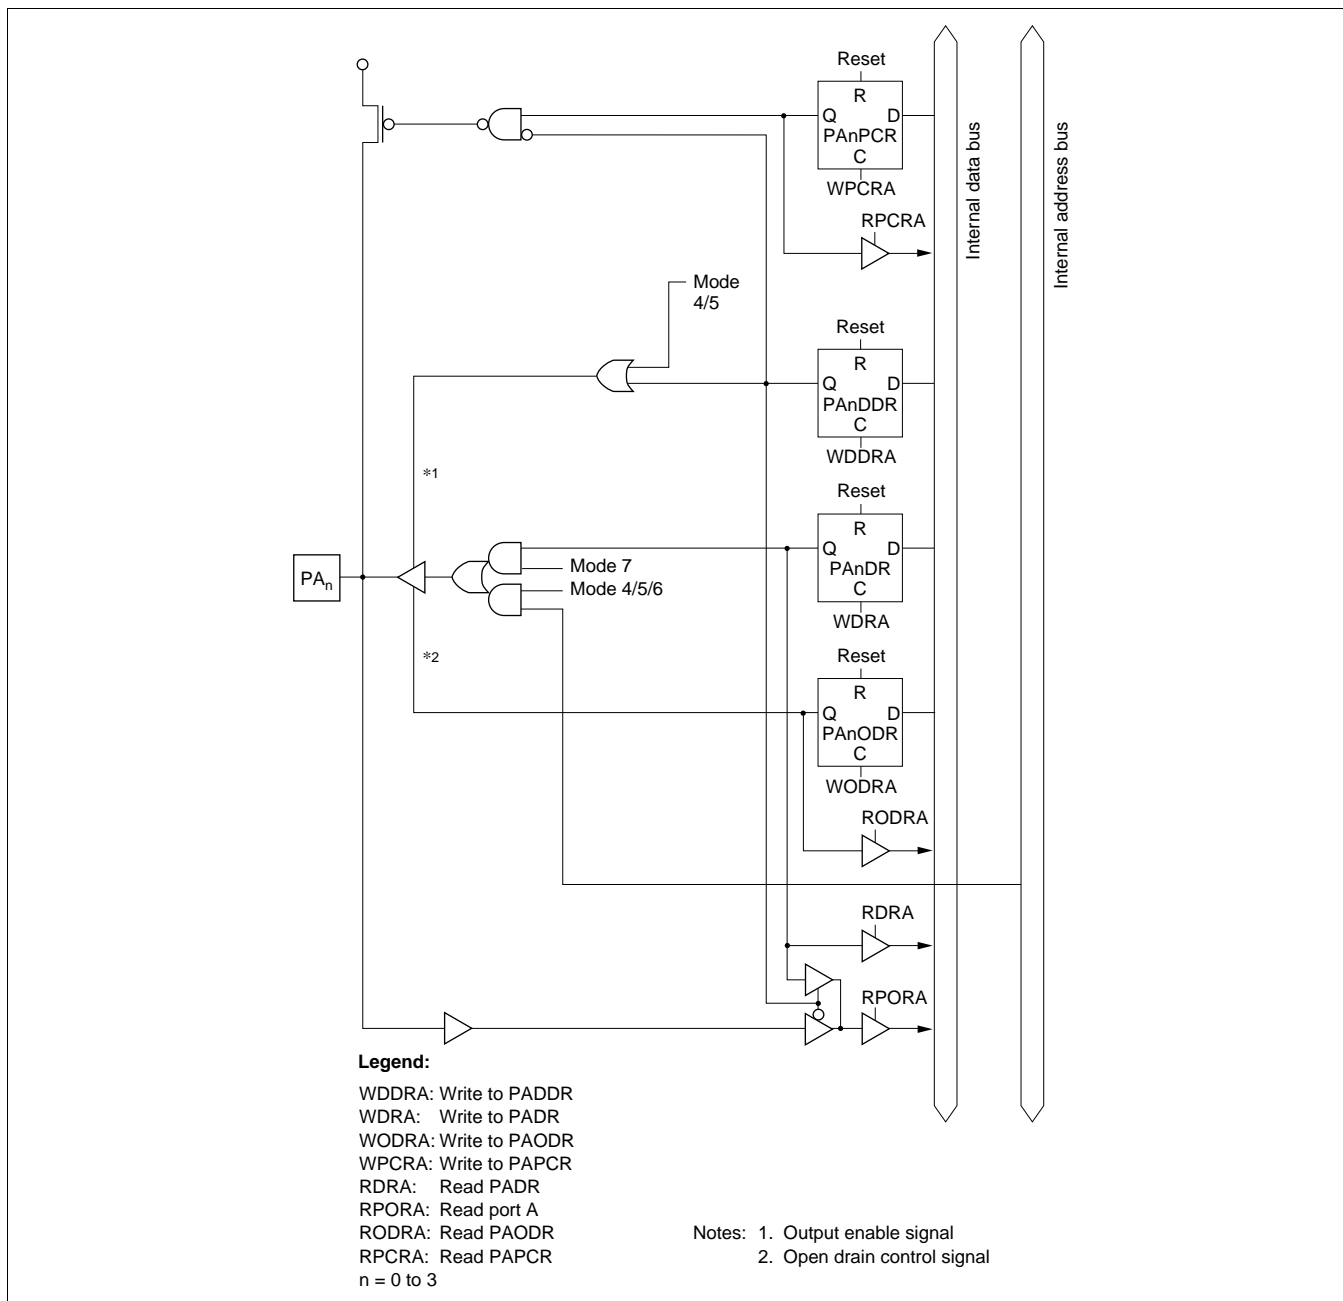 Reset
R
Q D
PAnPCR
C
WPCRA
RPCRA
Internal data bus
Internal address bus
Mode
4/5
Reset
R
Q D
PAnDDR
C
WDDRA
*1
Reset
R
Q D
PAnDR
C
WDRA
Mode 7
Mode 4/5/6
PAn
*2
Reset
R
Q D
PAnODR
C
WODRA
RODRA
RDRA
RPORA
Legend:
WDDRA: Write to PADDR
WDRA: Write to PADR
WODRA: Write to PAODR
WPCRA: Write to PAPCR
RDRA: Read PADR
RPORA: Read port A
RODRA: Read PAODR
RPCRA: Read PAPCR
n = 0 to 3
Notes: 1. Output enable signal
2. Open drain control signal